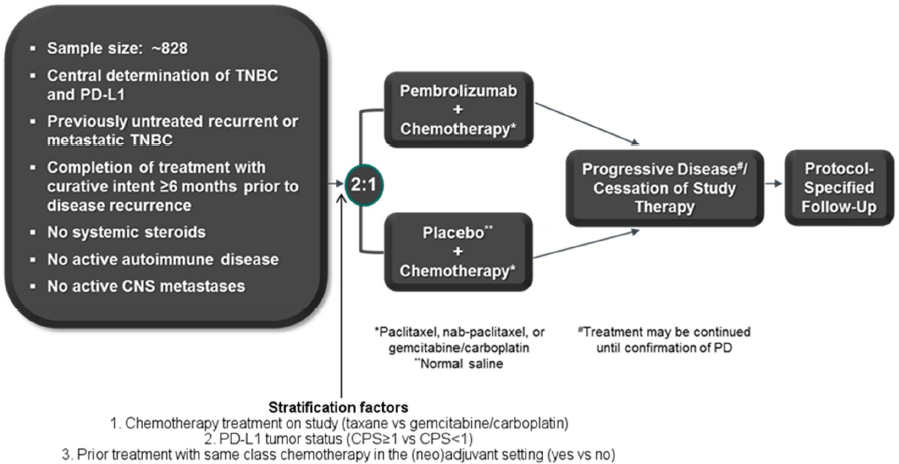 ▪ Sample size: ~828
▪ Central determination of TNBC
and PD-L1
▪ Previously untreated recurrent or
metastatic TNBC
▪ Completion of treatment with
curative intent ≥6 months prior to
disease recurrence
▪ No systemic steroids
▪ No active autoimmune disease
▪ No active CNS metastases
2:1
Pembrolizumab
+
Chemotherapy*
Placebo**
+
Chemotherapy*
Progressive Disease#/
Cessation of Study
Therapy
Protocol-
Specified
Follow-Up
*Paclitaxel, nab-paclitaxel, or
gemcitabine/carboplatin
**Normal saline
#Treatment may be continued
until confirmation of PD
Stratification factors
1. Chemotherapy treatment on study (taxane vs gemcitabine/carboplatin)
2. PD-L1 tumor status (CPS≥1 vs CPS<1)
3. Prior treatment with same class chemotherapy in the (neo)adjuvant setting (yes vs no)